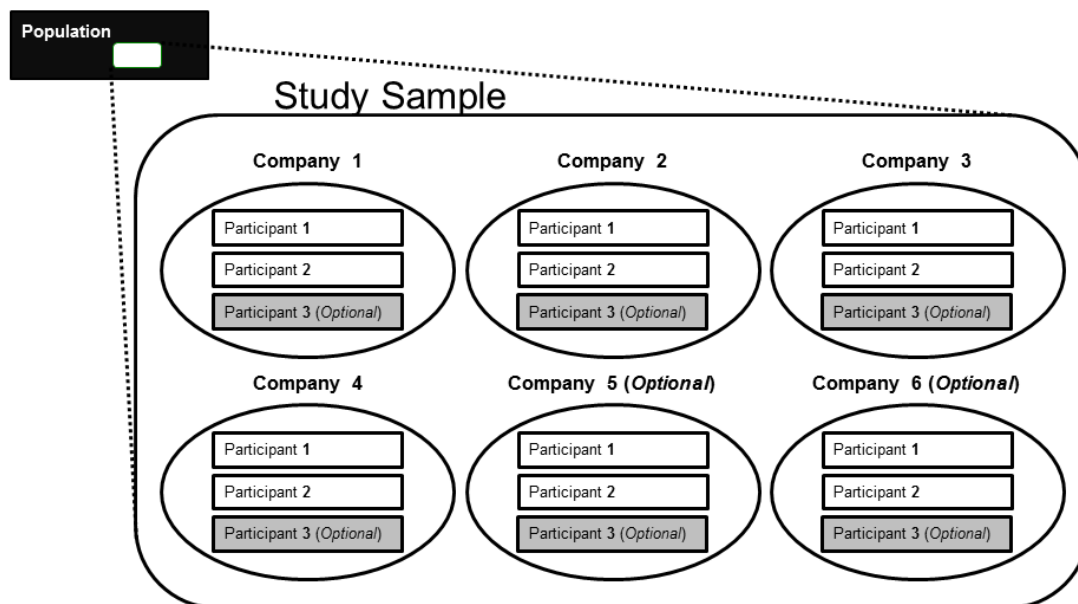 Population
Study Sample
Company 1
Company 2
Company 3
Participant 1
Participant 2
Participant 3 (Optional)
Participant 1
Participant 2
Participant 3 (Optional)
Participant 1
Participant 2
Participant 3 (Optional)
Company 4
Company 5 (Optional)
Company 6 (Optional)
Participant 1
Participant 2
Participant 3 (Optional)
Participant 1
Participant 2
Participant 3 (Optional)
Participant 1
Participant 2
Participant 3 (Optional)